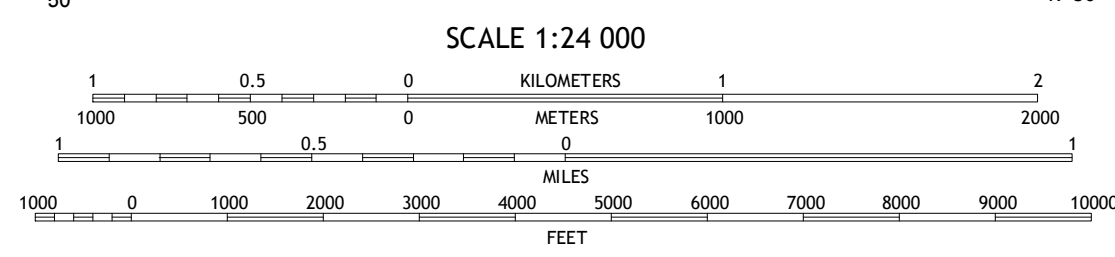 SCALE 1:24 000
1 0.5 0 KILOMETERS 1 2
1000 500 0 METERS 1000 2000
1 0.5 0 1
MILES
1000 0 1000 2000 3000 4000 5000 6000 7000 8000 9000 10000
FEET